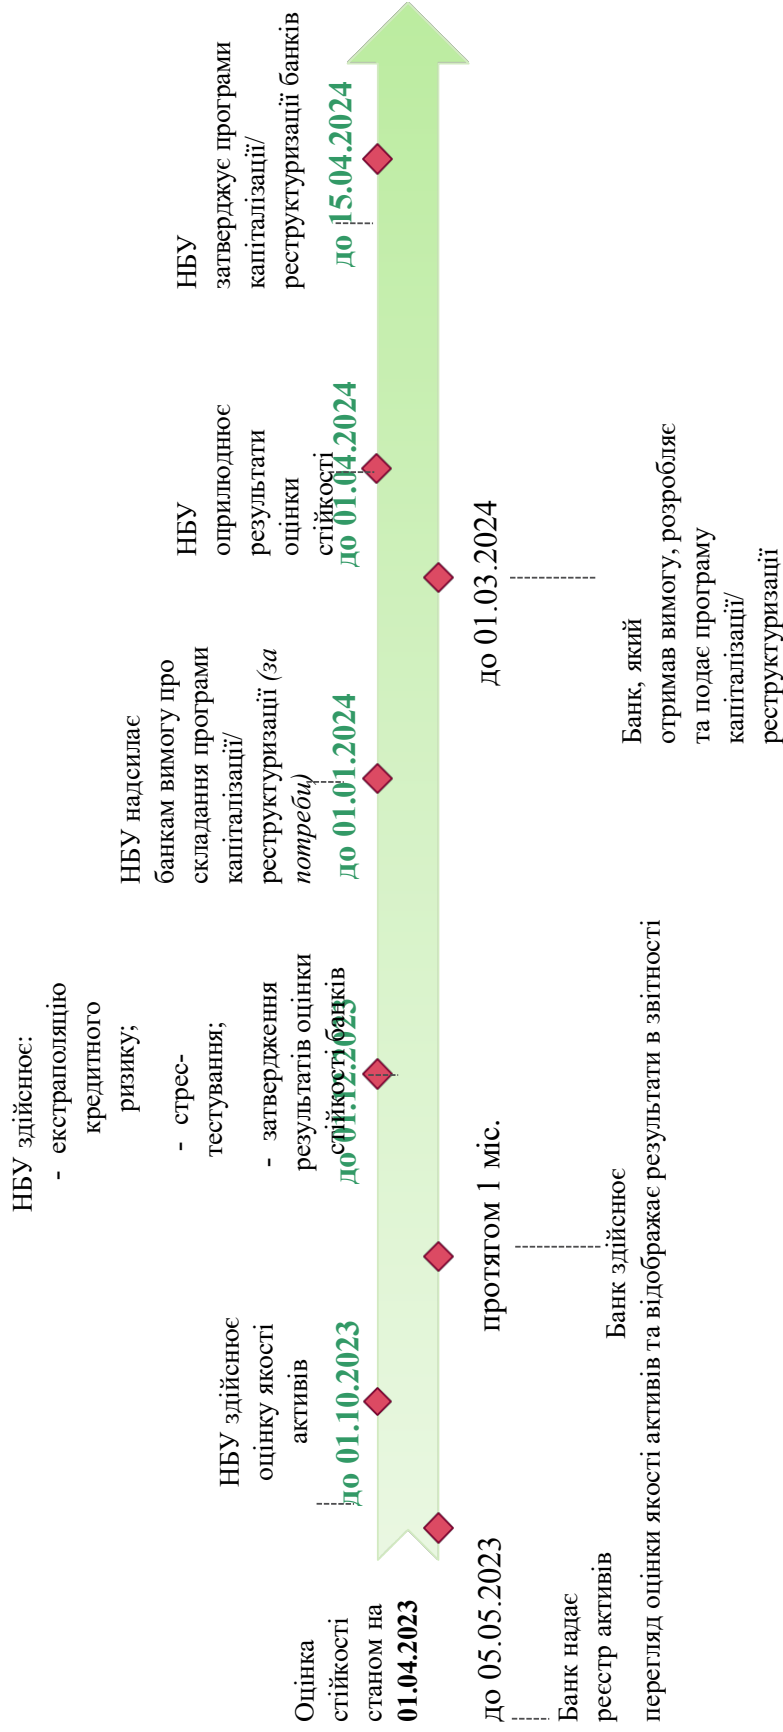 Оцінка
стійкості
станом на
01.04.2023
до 05.05.2023
Банк надає
реєстр активів
НБУ здійснює
оцінку якості
активів
до 01.10.2023
протягом 1 міс.
Банк здійснює
перегляд оцінки якості активів та відображає результати в звітності
НБУ здійснює:
- екстраполяцію
кредитного
ризику;
- стрес-
тестування;
- затвердження
результатів оцінки
стійкості банків
до 01.12.2023
НБУ надсилає
банкам вимогу про
складання програми
капіталізації/
реструктуризації (за
потреби)
до 01.01.2024
до 01.03.2024
Банк, який
отримав вимогу, розробляє
та подає програму
капіталізації/
реструктуризації
НБУ
оприлюднює
результати
оцінки
стійкості
до 01.04.2024
НБУ
затверджує програми
капіталізації/
реструктуризації банків
до 15.04.2024